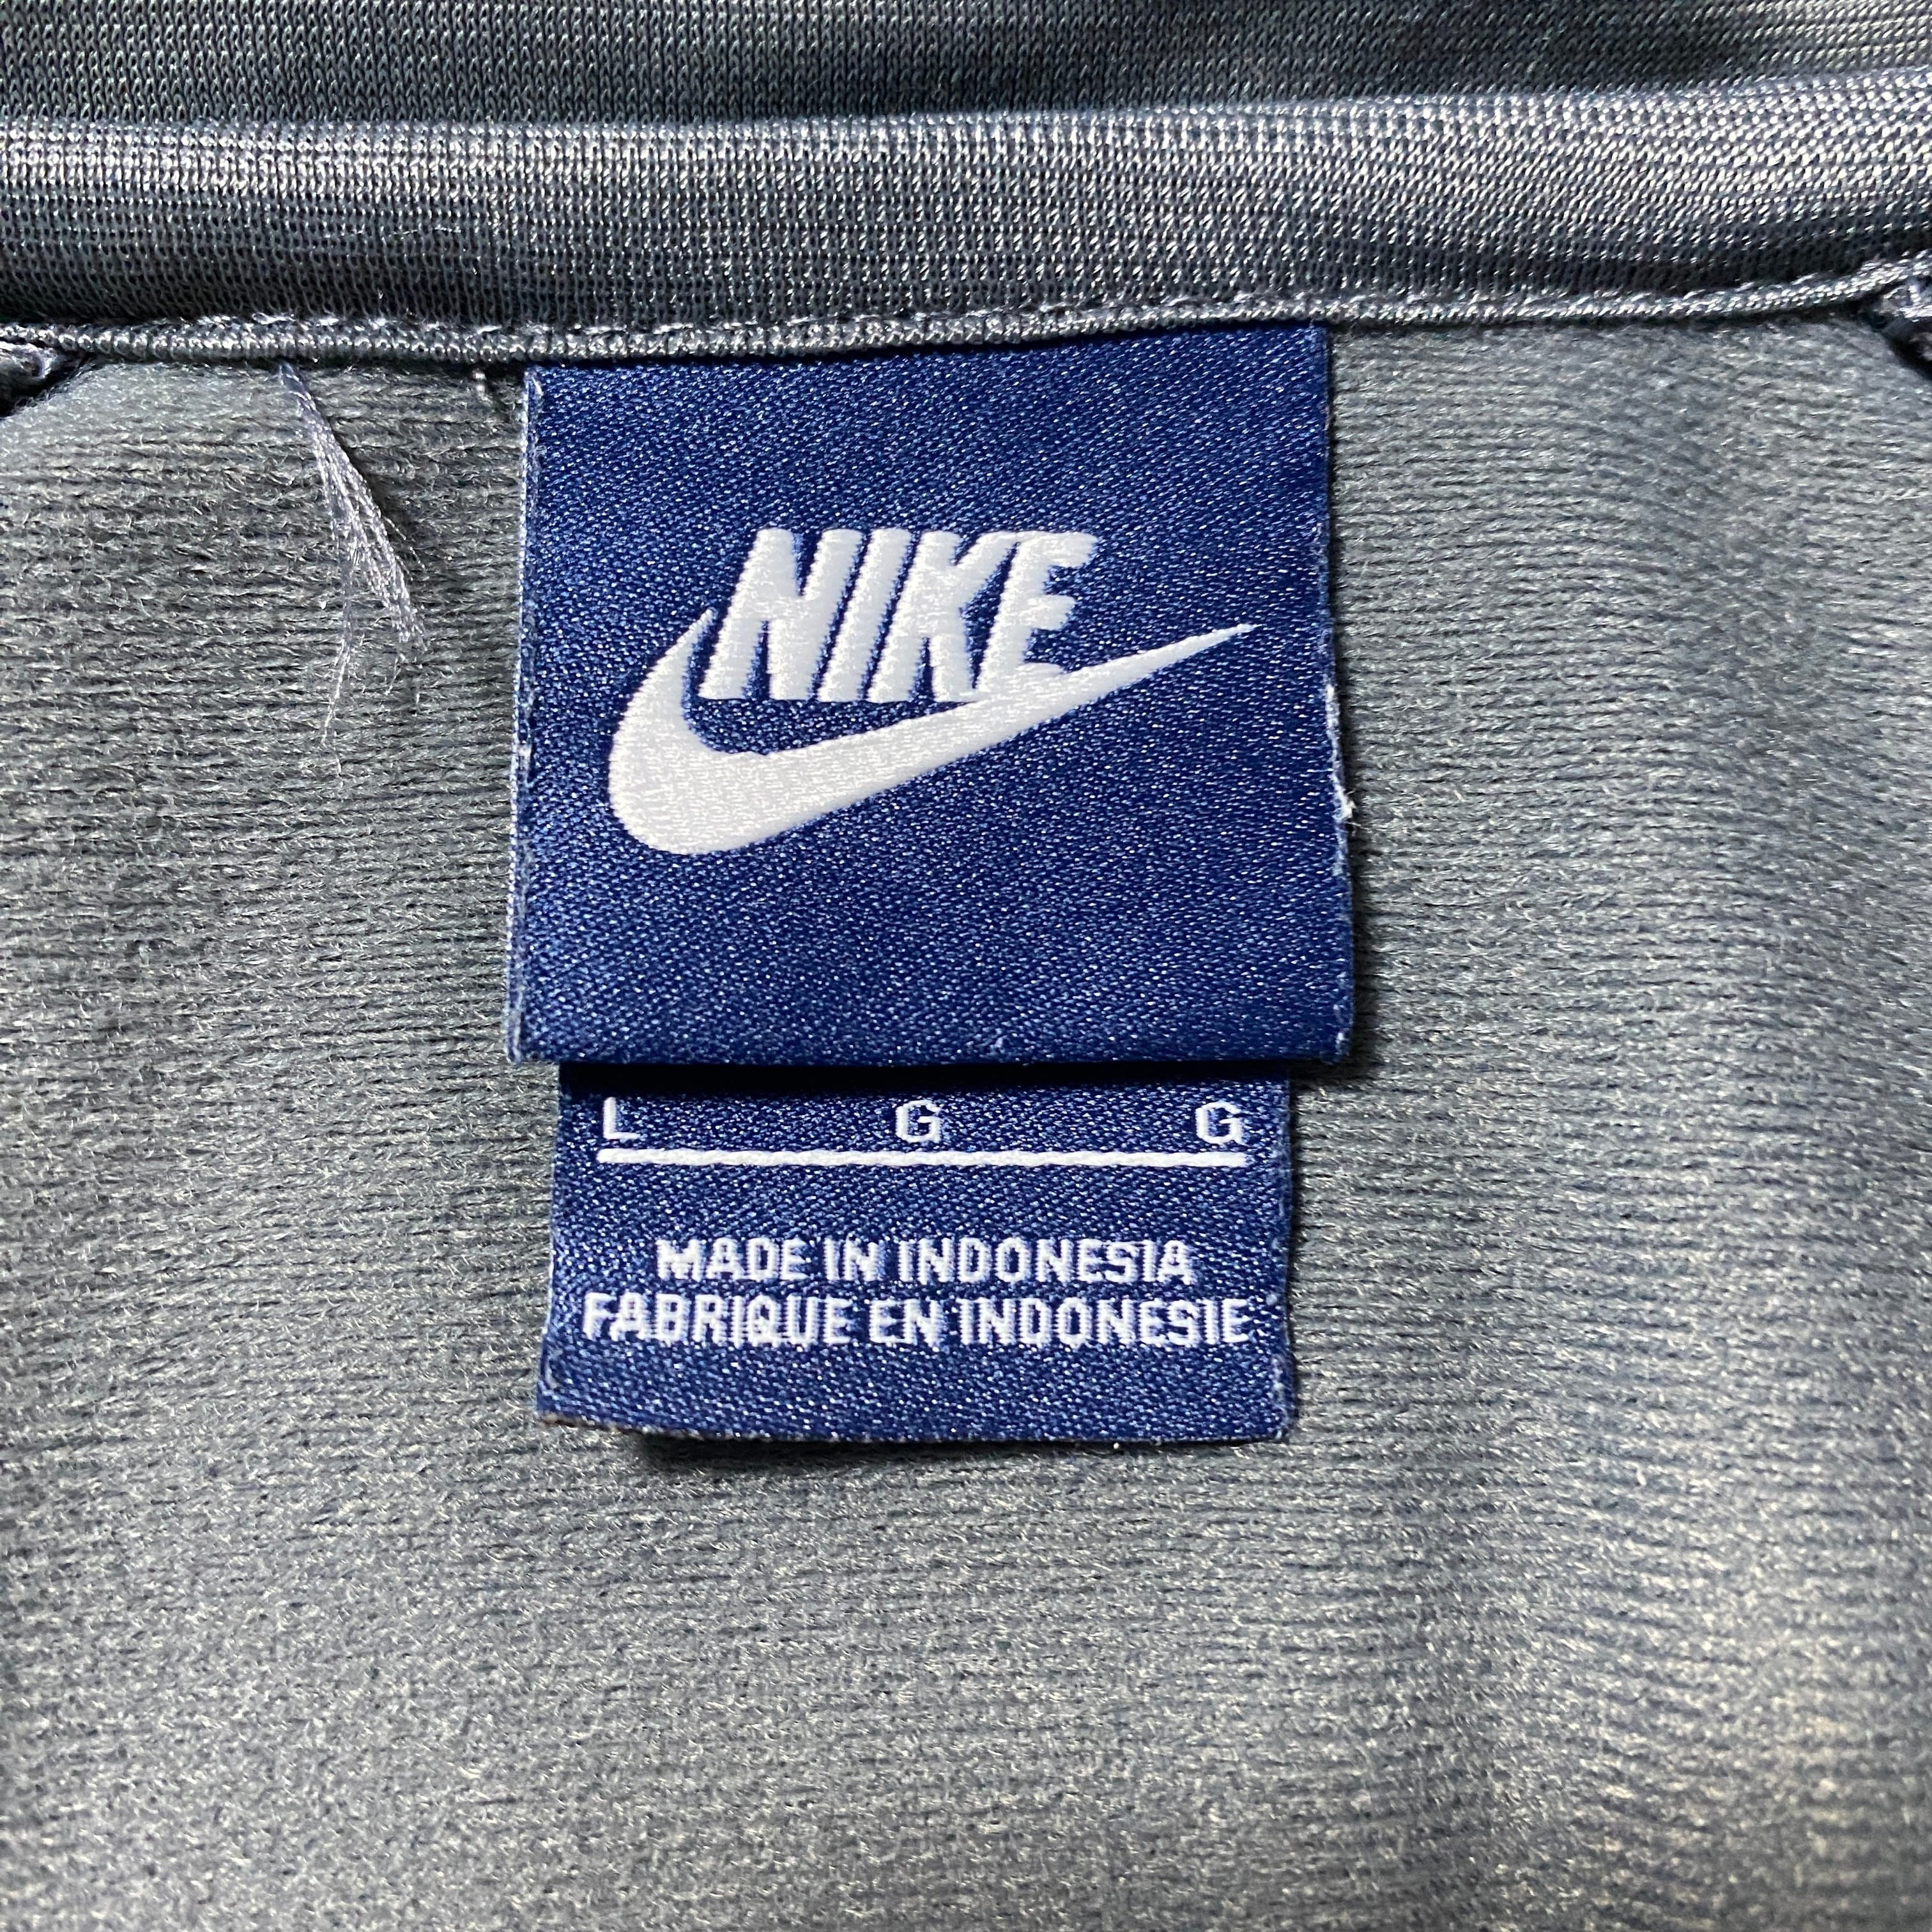 NIKE
L G G
MADE IN INDONESIA
FABRIQUE EN INDONESIE